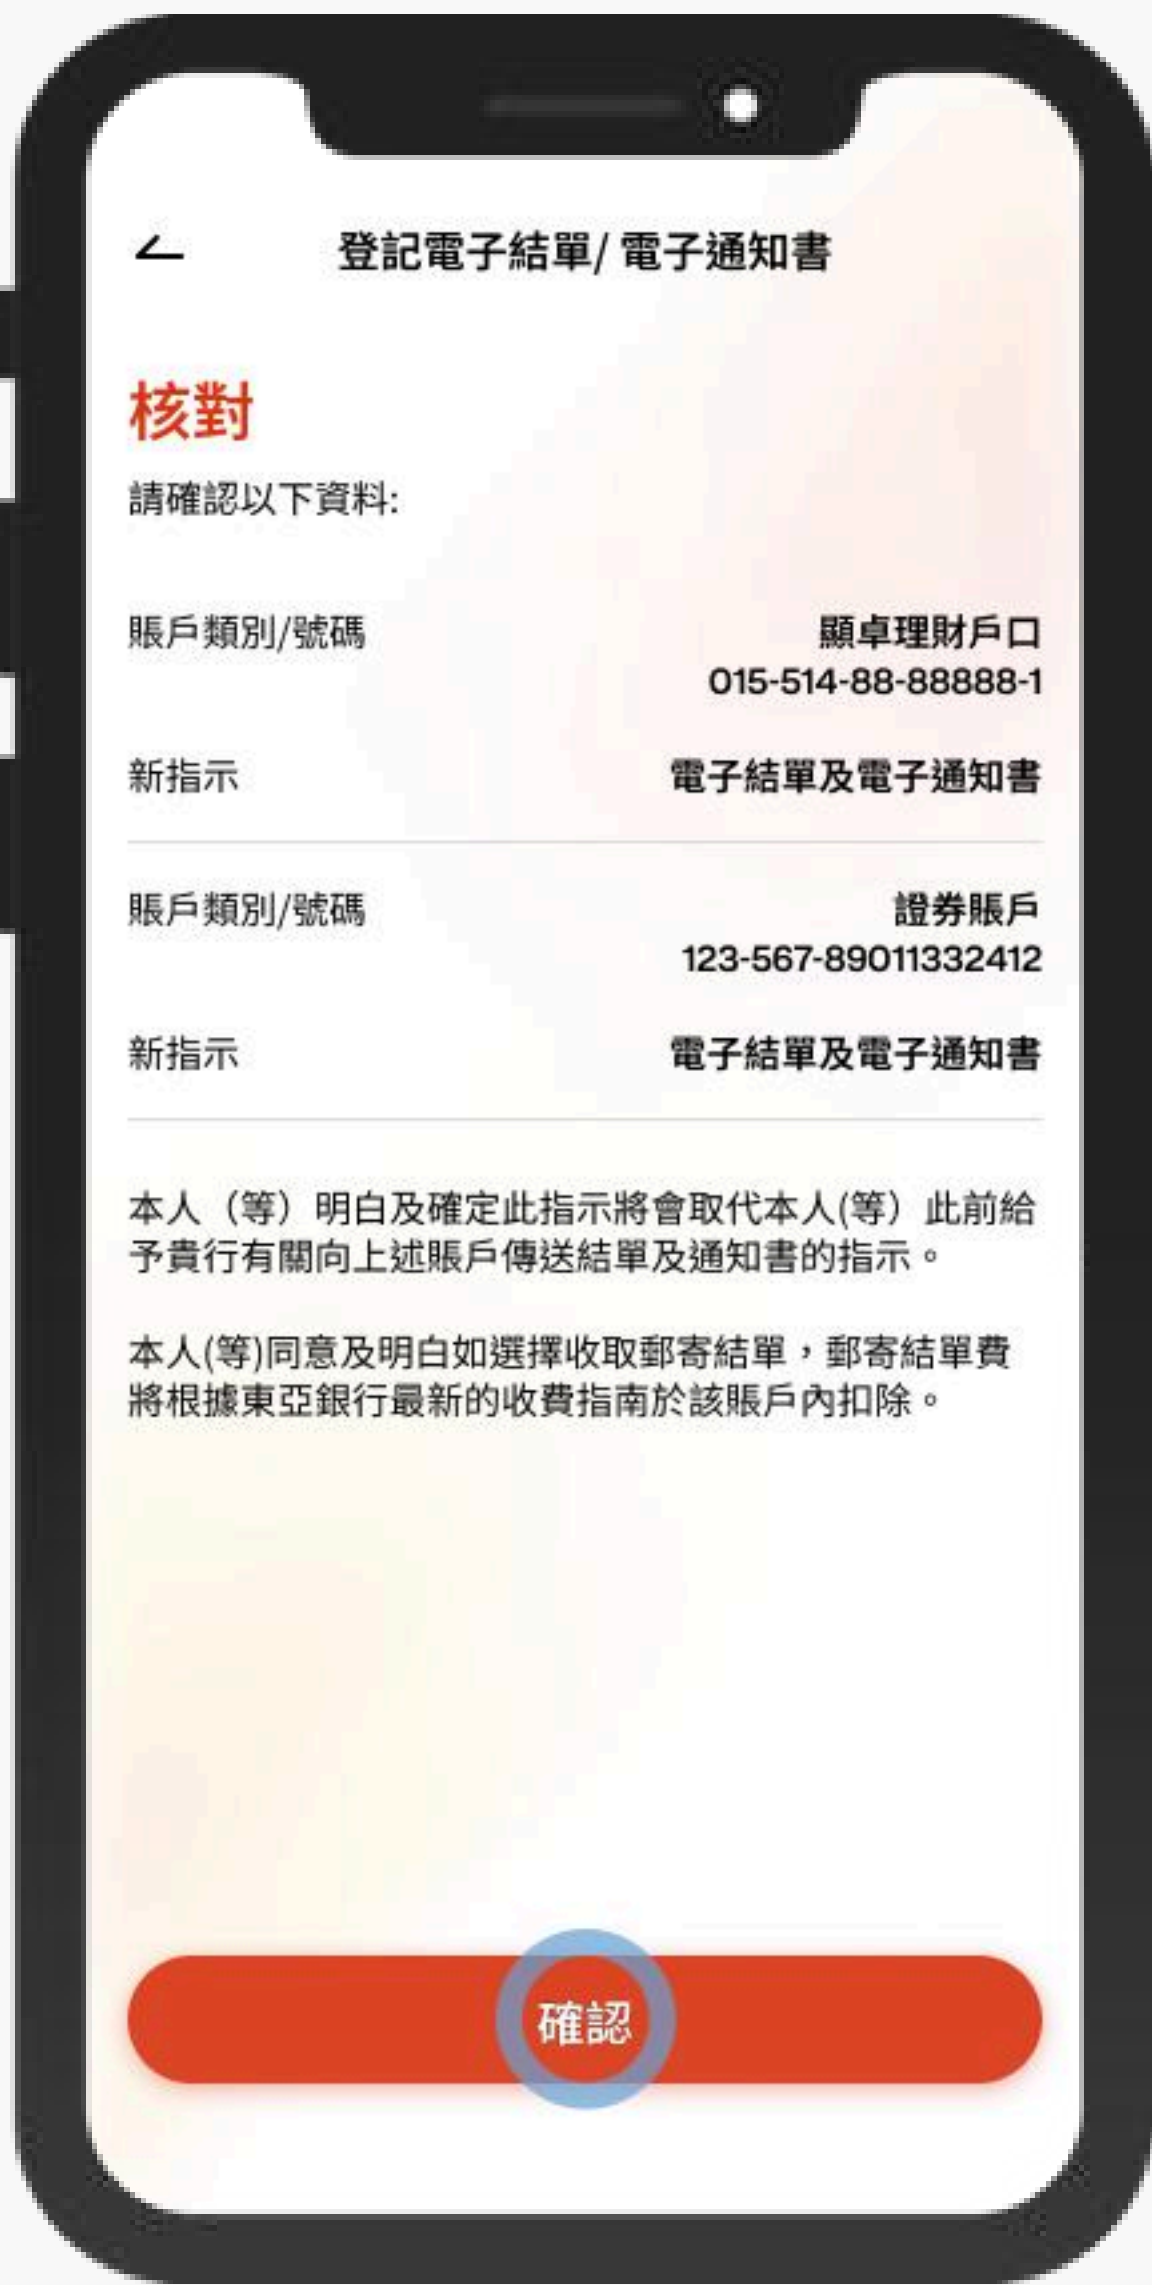 登記電子結單/ 電子通知書
核對
請確認以下資料:
賬戶類別/號碼
顯卓理財戶口
015-514-88-88888-1
新指示
電子結單及電子通知書
賬戶類別/號碼
證券賬戶
123-567-89011332412
新指示
電子結單及電子通知書
本人（等）明白及確定此指示將會取代本人(等）此前給
予貴行有關向上述賬戶傳送結單及通知書的指示。
本人(等)同意及明白如選擇收取郵寄結單，郵寄結單費
將根據東亞銀行最新的收費指南於該賬戶內扣除。
確認